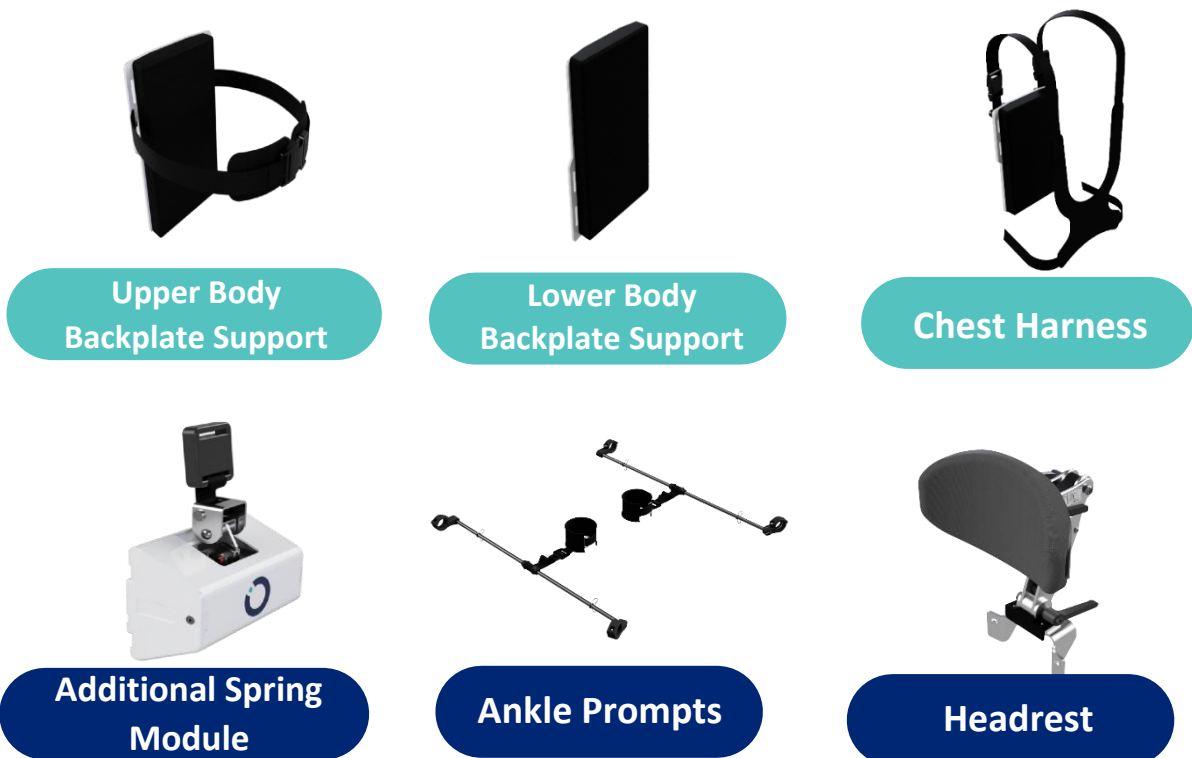 Upper Body
Backplate Support
Lower Body
Backplate Support
Chest Harness
Additional Spring
Module
Ankle Prompts
Headrest